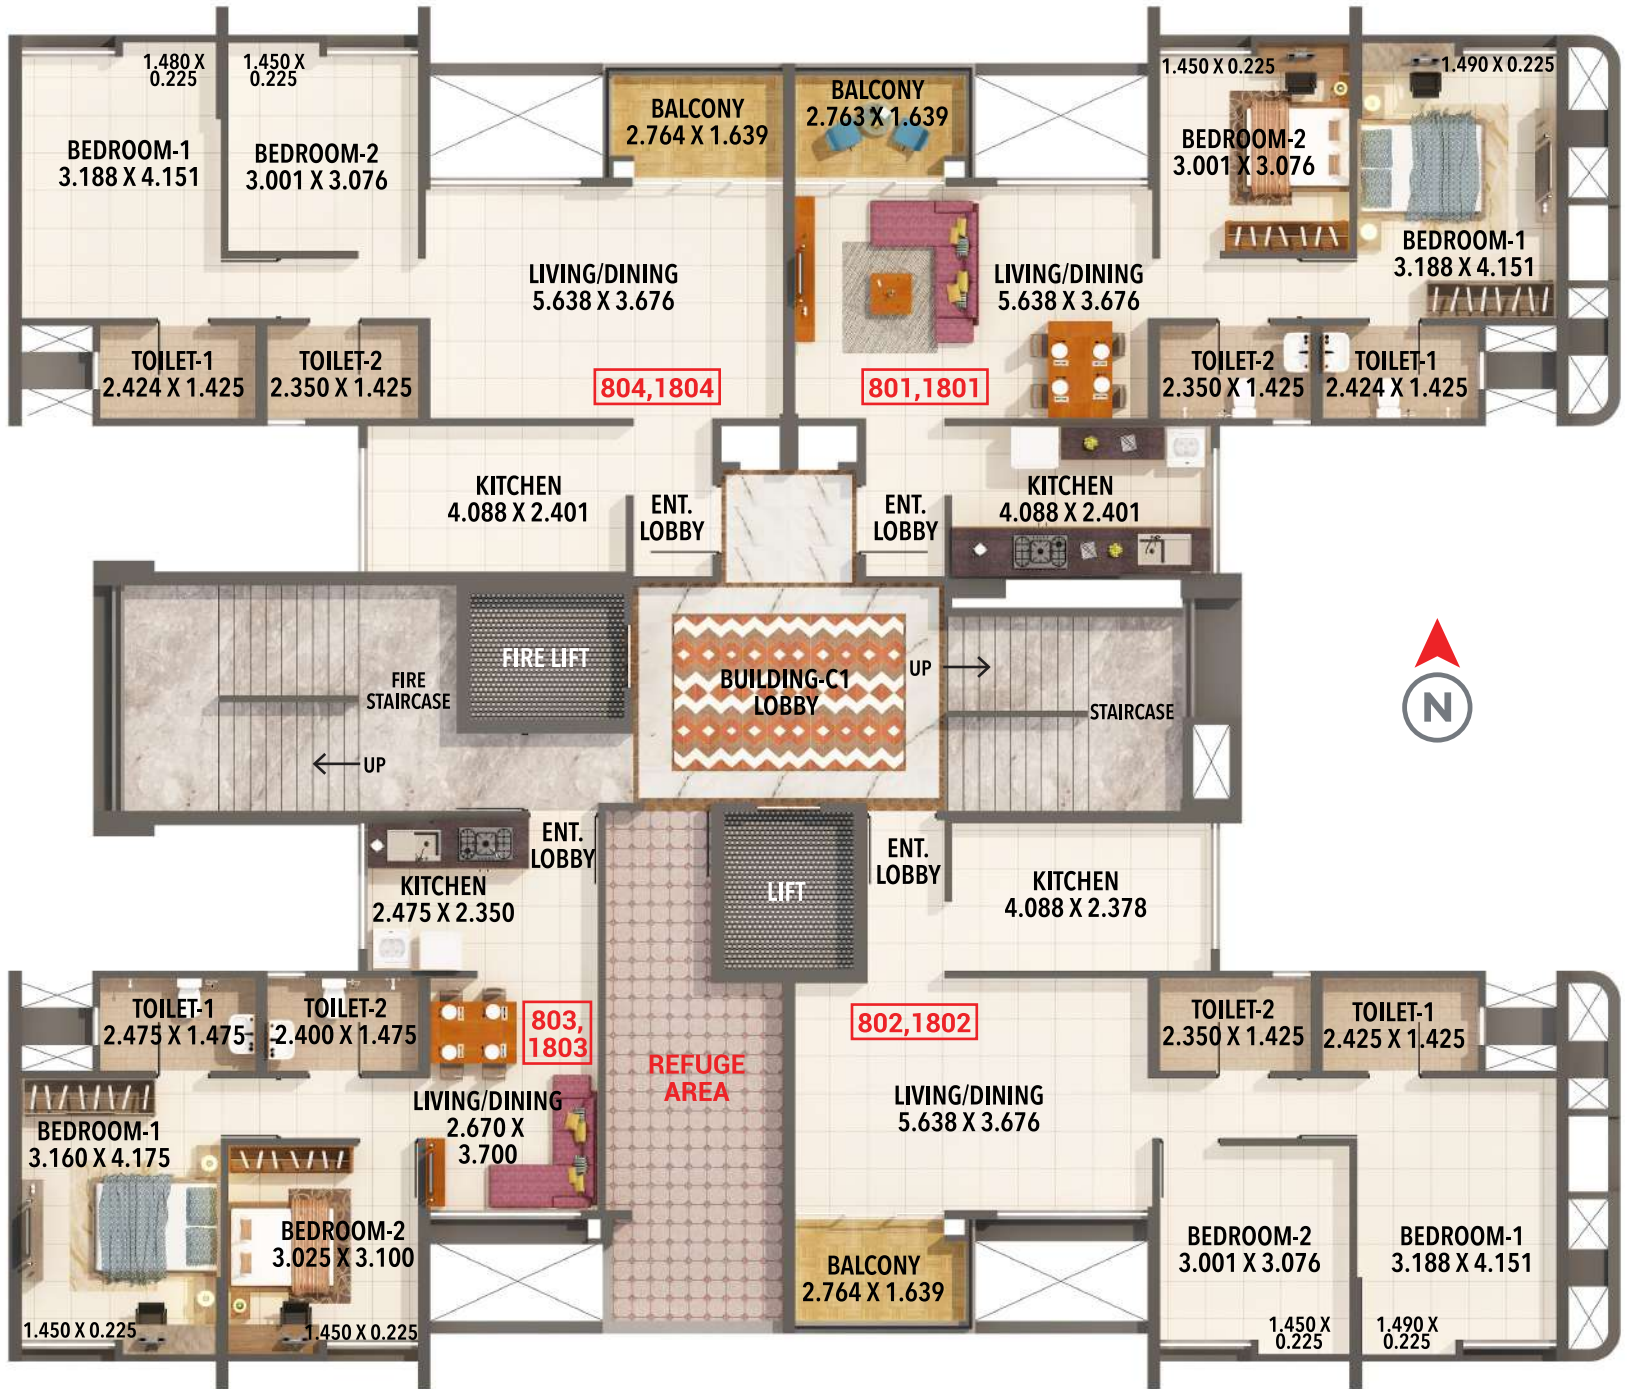 1.480 X
0.225
BEDROOM-1
3.188 X 4.151
1.450 X
0.225
BEDROOM-2
3.001 X 3.076
BALCONY
2.764 X 1.639
BALCONY
2.763 X 1.639
1.450 X 0.225
BEDROOM-2
3.001 X 3.076
1.490 X 0.225
BEDROOM-1
3.188 X 4.151
LIVING/DINING
5.638 X 3.676
LIVING/DINING
5.638 X 3.676
TOILET-1
2.424 X 1.425
TOILET-2
2.350 X 1.425
804,1804
801,1801
TOILET-2
2.350 X 1.425
TOILET-1
2.424 X 1.425
KITCHEN
4.088 X 2.401
ENT.
LOBBY
ENT.
LOBBY
KITCHEN
4.088 X 2.401
FIRE LIFT
FIRE
STAIRCASE
UP
BUILDING-C1
LOBBY
UP
STAIRCASE
N
ENT.
LOBBY
KITCHEN
2.475 X 2.350
LIFT
ENT.
LOBBY
KITCHEN
4.088 X 2.378
TOILET-1
2.475 X 1.475
TOILET-2
2.400 X 1.475
803,
1803
REFUGE
AREA
802,1802
TOILET-2
2.350 X 1.425
TOILET-1
2.425 X 1.425
LIVING/DINING
2.670 X
3.700
LIVING/DINING
5.638 X 3.676
BEDROOM-1
3.160 X 4.175
BEDROOM-2
3.025 X 3.100
1.450 X 0.225
1.450 X 0.225
BALCONY
2.764 X 1.639
BEDROOM-2
3.001 X 3.076
1.450 X
0.225
BEDROOM-1
3.188 X 4.151
1.490 X
0.225